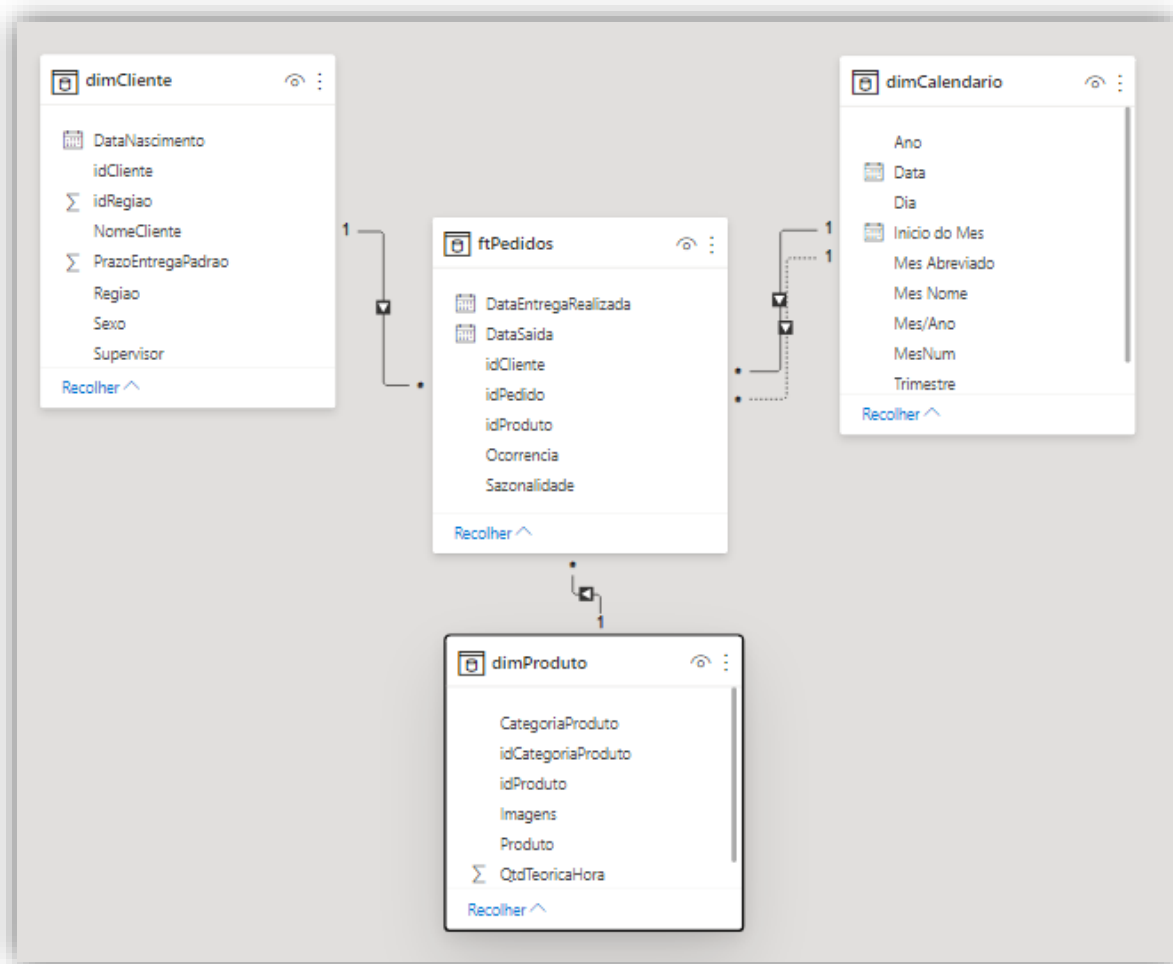 dimCliente
DataNascimento
idCliente
idRegiao
NomeCliente
PrazoEntregaPadrao
Regiao
Sexo
Supervisor
Recolher
1
*
ftPedidos
DataEntregaRealizada
DataSaida
idCliente
idPedido
idProduto
Ocorrencia
Sazonalidade
Recolher
dimCalendario
Ano
Data
Dia
Inicio do Mes
Mes Abreviado
Mes Nome
Mes/Ano
MesNum
Trimestre
Recolher
1
1
*
*
*
1
dimProduto
CategoriaProduto
idCategoriaProduto
idProduto
Imagens
Produto
QtdTeoricaHora
Recolher